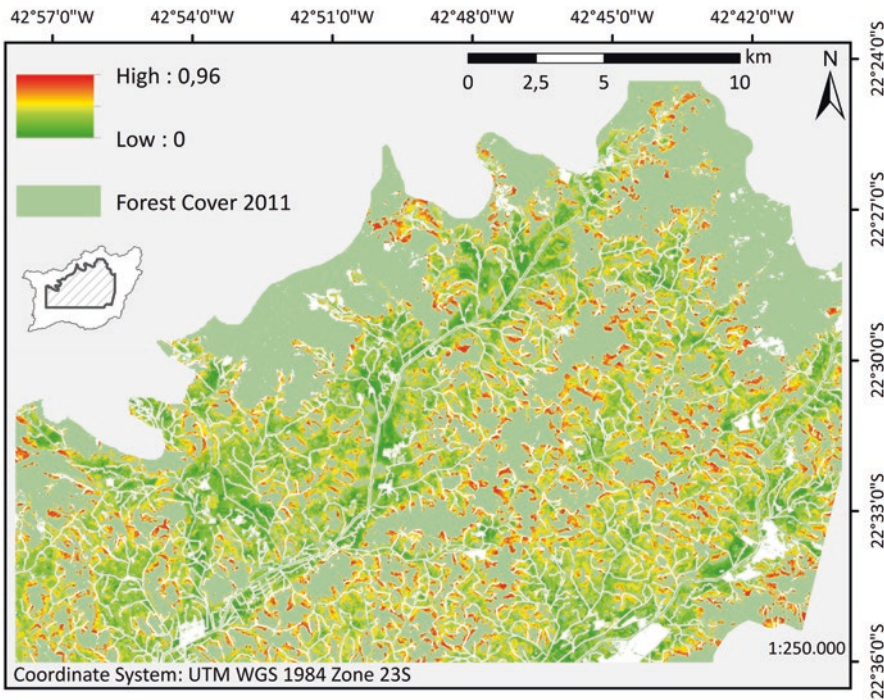 42°57'0"W 42°54'0"W 42°51'0"W 42°48'0"W 42°45'0"W 42°42'0"W
High : 0,96
Low : 0
Forest Cover 2011
km
0 2,5 5 10
N
22°24'0"S
22°27'0"S
22°30'0"S
22°33'0"S
22°36'0"S
1:250.000
Coordinate System: UTM WGS 1984 Zone 23S